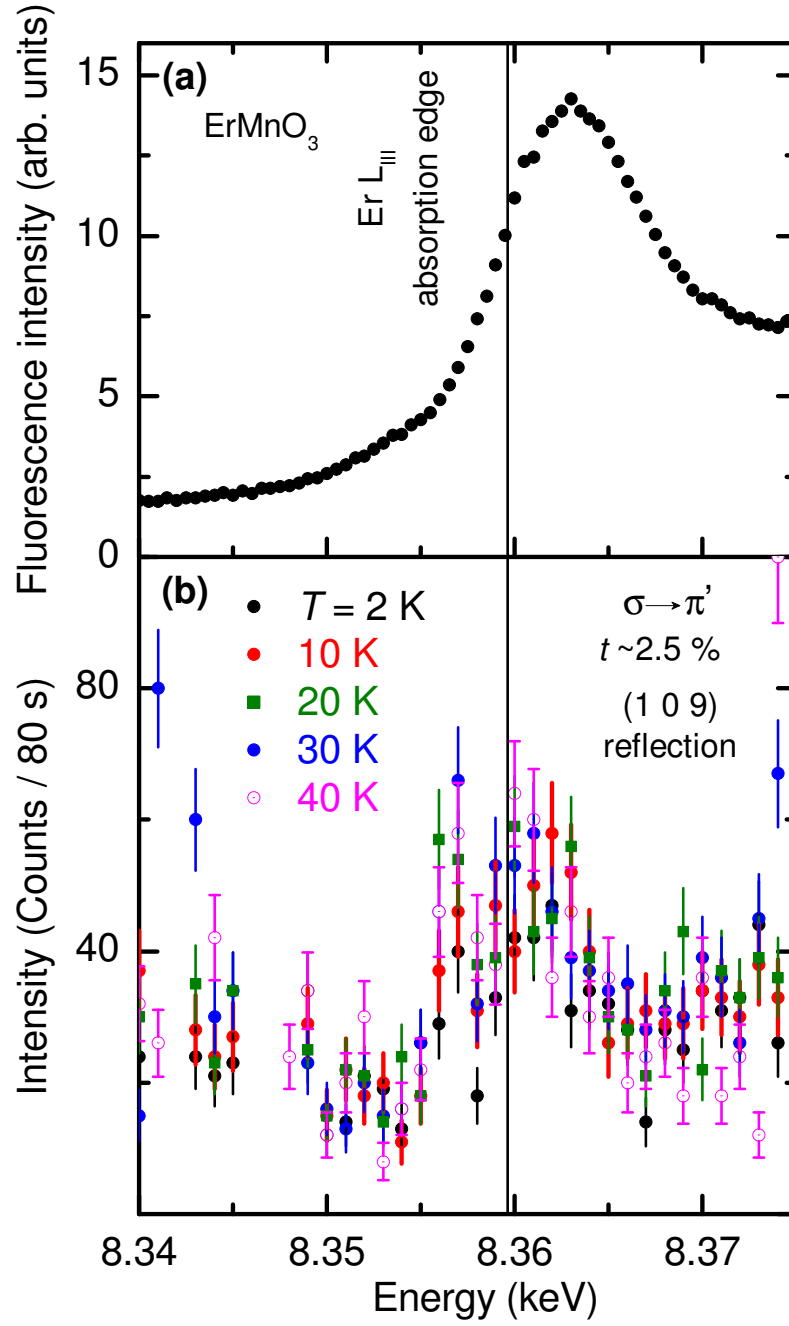 Fluorescence intensity (arb. units)
15
10
5
0
(a)
ErMnO₃
Er L_III
absorption edge
Intensity (Counts / 80 s)
80
40
(b)
T = 2 K
10 K
20 K
30 K
40 K
σ→π’
t ~2.5 %
(1 0 9)
reflection
8.34
8.35
8.36
8.37
Energy (keV)